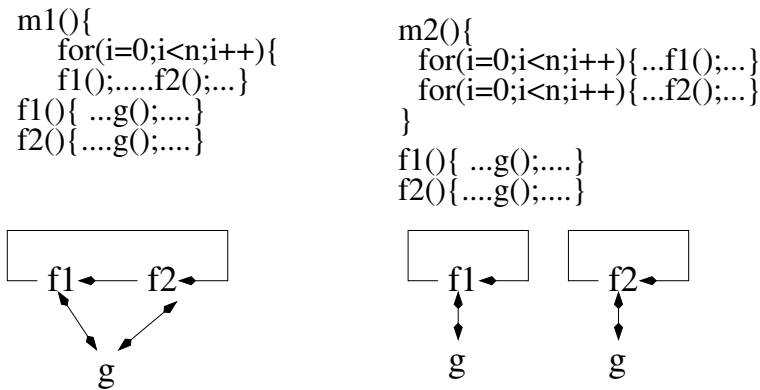 m1(){
for(i=0;i<n;i++){
f1();.....f2();...}
f1(){ ...g();....}
f2(){....g();....}
m2(){
for(i=0;i<n;i++){...f1();...}
for(i=0;i<n;i++){...f2();...}
}
f1(){ ...g();....}
f2(){....g();....}
f1 f2
g
f1 f2
g g